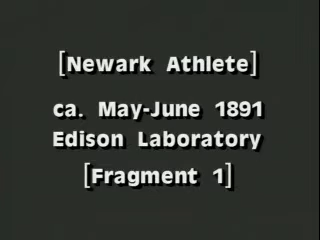 [Newark Athlete]
ca. May-June 1891
Edison Laboratory
[Fragment 1]